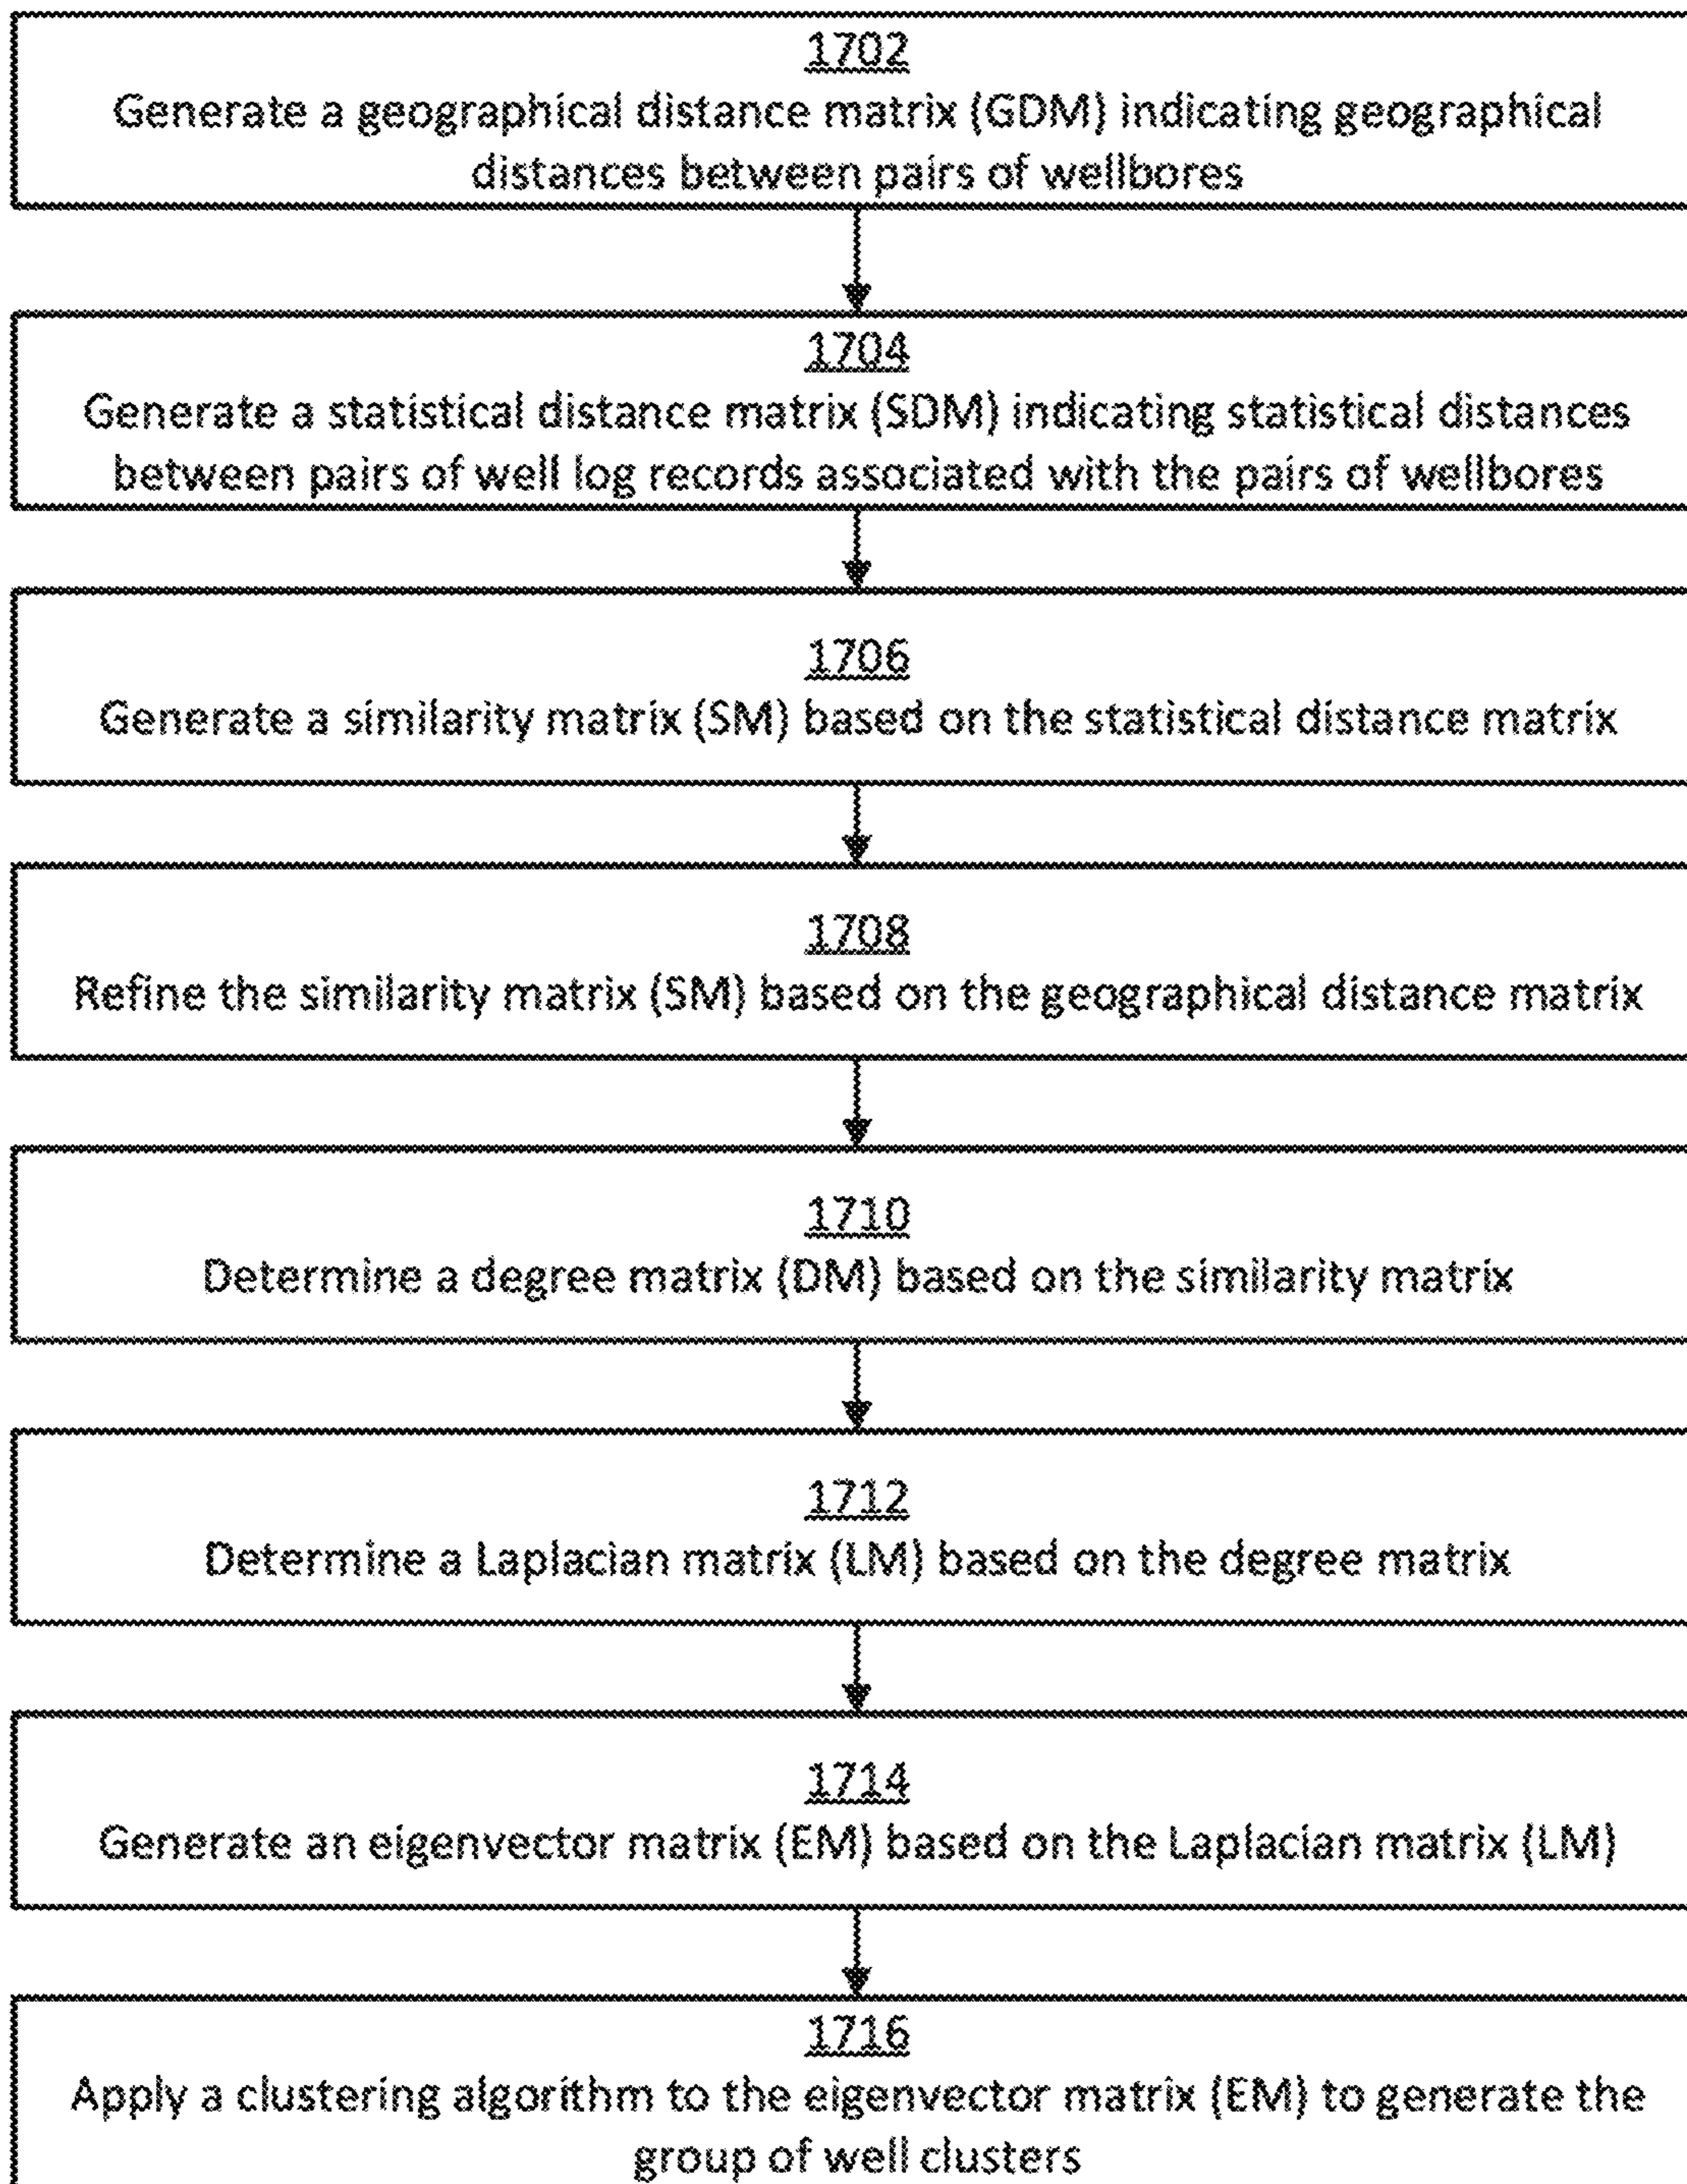 1702
Generate a geographical distance matrix (GDM) indicating geographical
distances between pairs of wellbores
1704
Generate a statistical distance matrix (SDM) indicating statistical distances
between pairs of well log records associated with the pairs of wellbores
1706
Generate a similarity matrix (SM) based on the statistical distance matrix
1708
Refine the similarity matrix (SM) based on the geographical distance matrix
1710
Determine a degree matrix (DM) based on the similarity matrix
1712
Determine a Laplacian matrix (LM) based on the degree matrix
1714
Generate an eigenvector matrix (EM) based on the Laplacian matrix (LM)
1716
Apply a clustering algorithm to the eigenvector matrix (EM) to generate the
group of well clusters